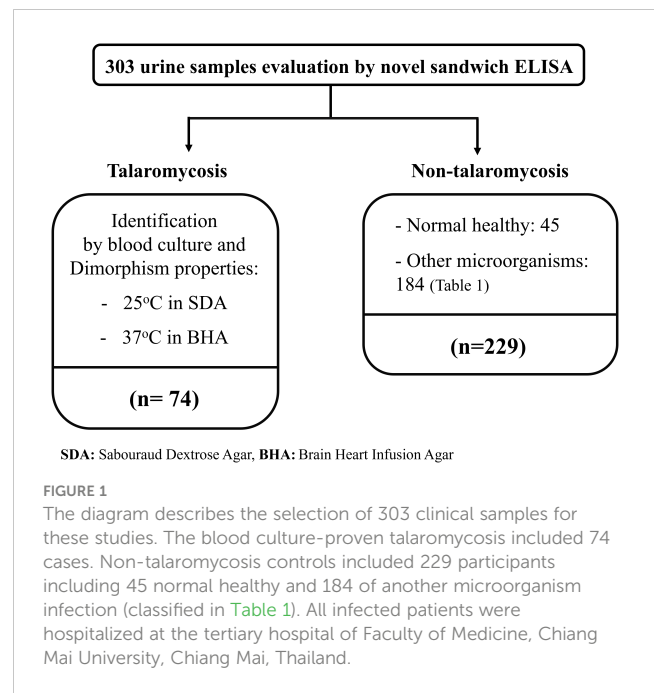 303 urine samples evaluation by novel sandwich ELISA
Talaromycosis
Identification
by blood culture and
Dimorphism properties:
- 25°C in SDA
- 37°C in BHA
(n= 74)
Non-talaromycosis
- Normal healthy: 45
- Other microorganisms:
184 (Table 1)
(n=229)
SDA: Sabouraud Dextrose Agar, BHA: Brain Heart Infusion Agar
FIGURE 1
The diagram describes the selection of 303 clinical samples for
these studies. The blood culture-proven talaromycosis included 74
cases. Non-talaromycosis controls included 229 participants
including 45 normal healthy and 184 of another microorganism
infection (classified in Table 1). All infected patients were
hospitalized at the tertiary hospital of Faculty of Medicine, Chiang
Mai University, Chiang Mai, Thailand.